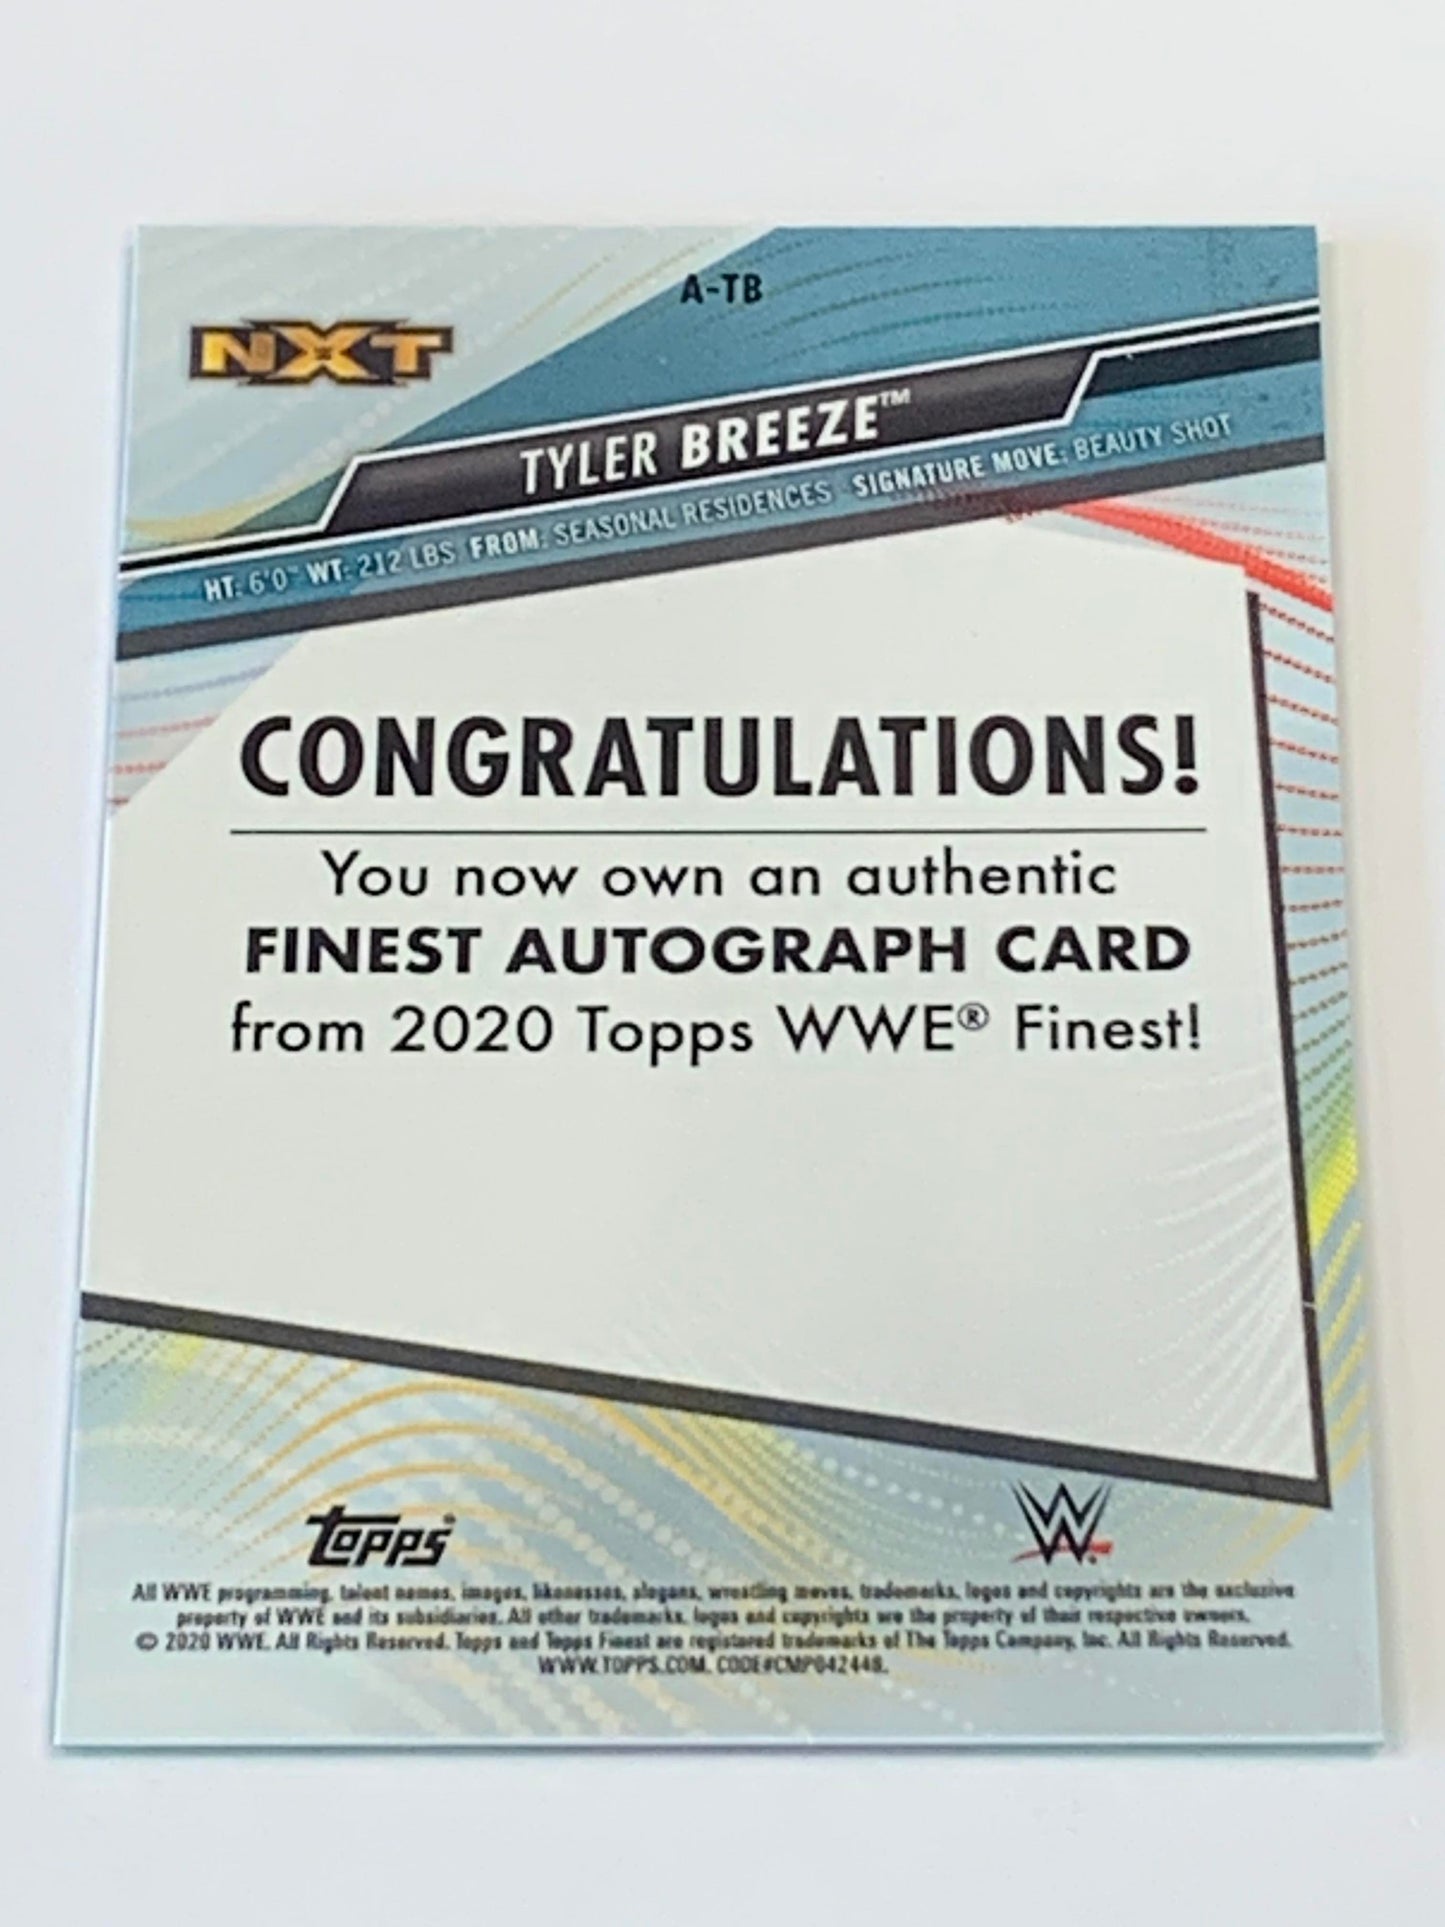 A-TB
NXT
TYLER BREEZE™
HT: 6'0" WT: 212 LBS FROM: SEASONAL RESIDENCES SIGNATURE MOVE: BEAUTY SHOT
CONGRATULATIONS!
You now own an authentic
FINEST AUTOGRAPH CARD
from 2020 Topps WWE® Finest!
topps®
W
All WWE programming, talent names, images, likenesses, slogans, wrestling moves, trademarks, logos and copyrights are the exclusive
property of WWE and its subsidiaries. All other trademarks, logos and copyrights are the property of their respective owners.
© 2020 WWE. All Rights Reserved. Topps and Topps Finest are registered trademarks of The Topps Company, Inc. All Rights Reserved.
WWW.TOPPS.COM. CODE#CMP042448.